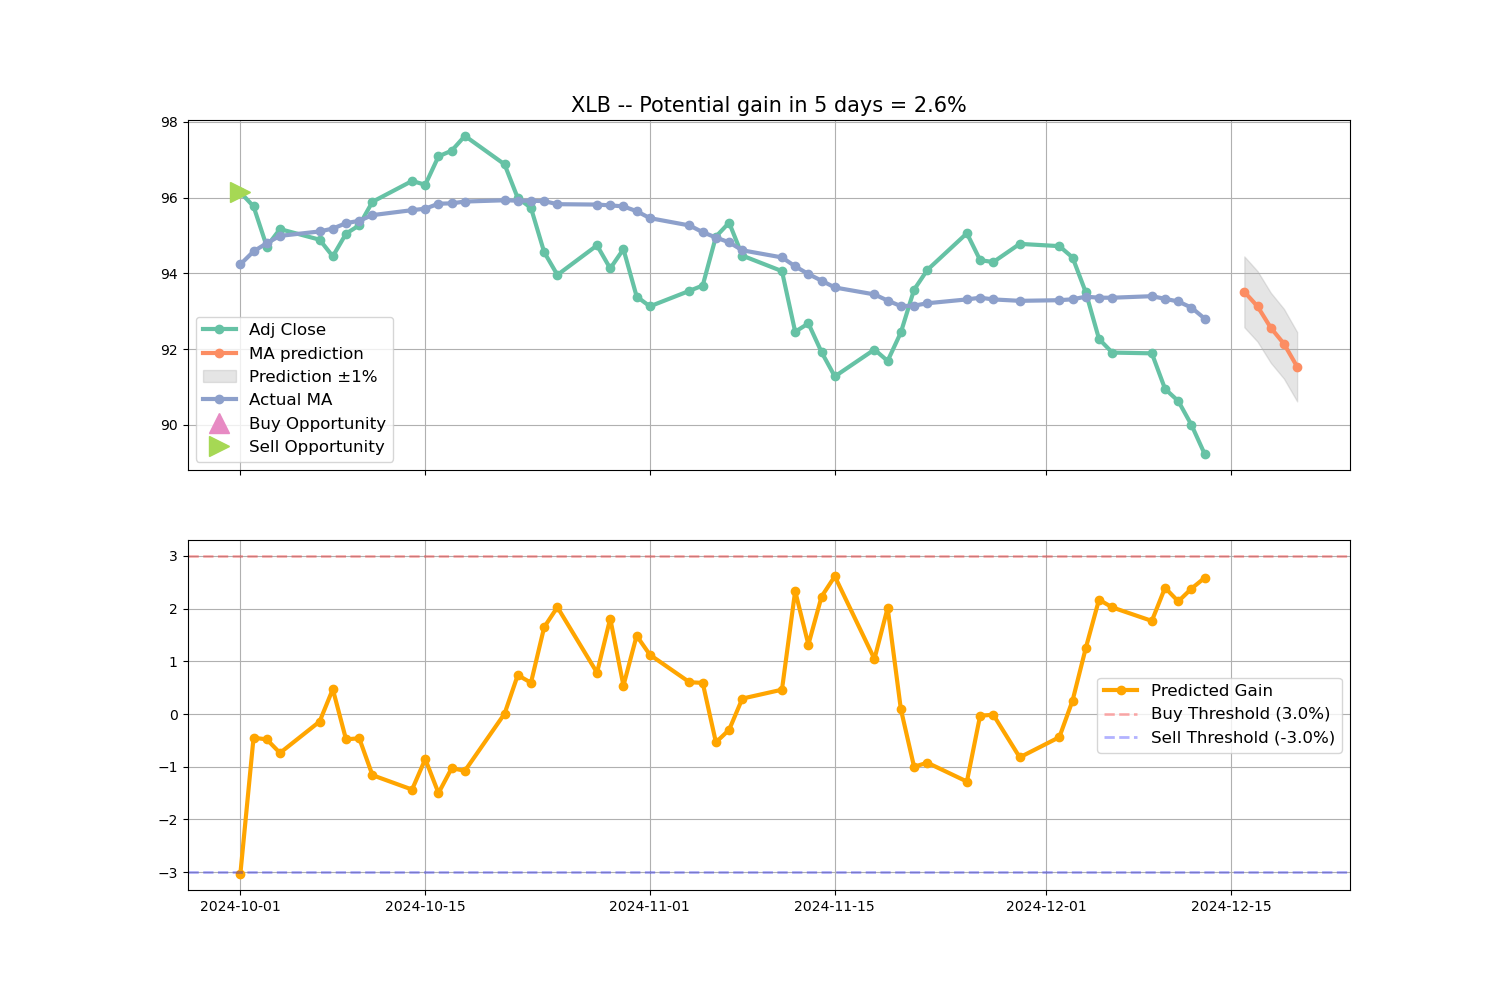 XLB -- Potential gain in 5 days = 2.6%
98
96
94
92
90
Adj Close
MA prediction
Prediction ±1%
Actual MA
Buy Opportunity
Sell Opportunity
3
2
1
0
−1
−2
−3
Predicted Gain
Buy Threshold (3.0%)
Sell Threshold (-3.0%)
2024-10-01
2024-10-15
2024-11-01
2024-11-15
2024-12-01
2024-12-15